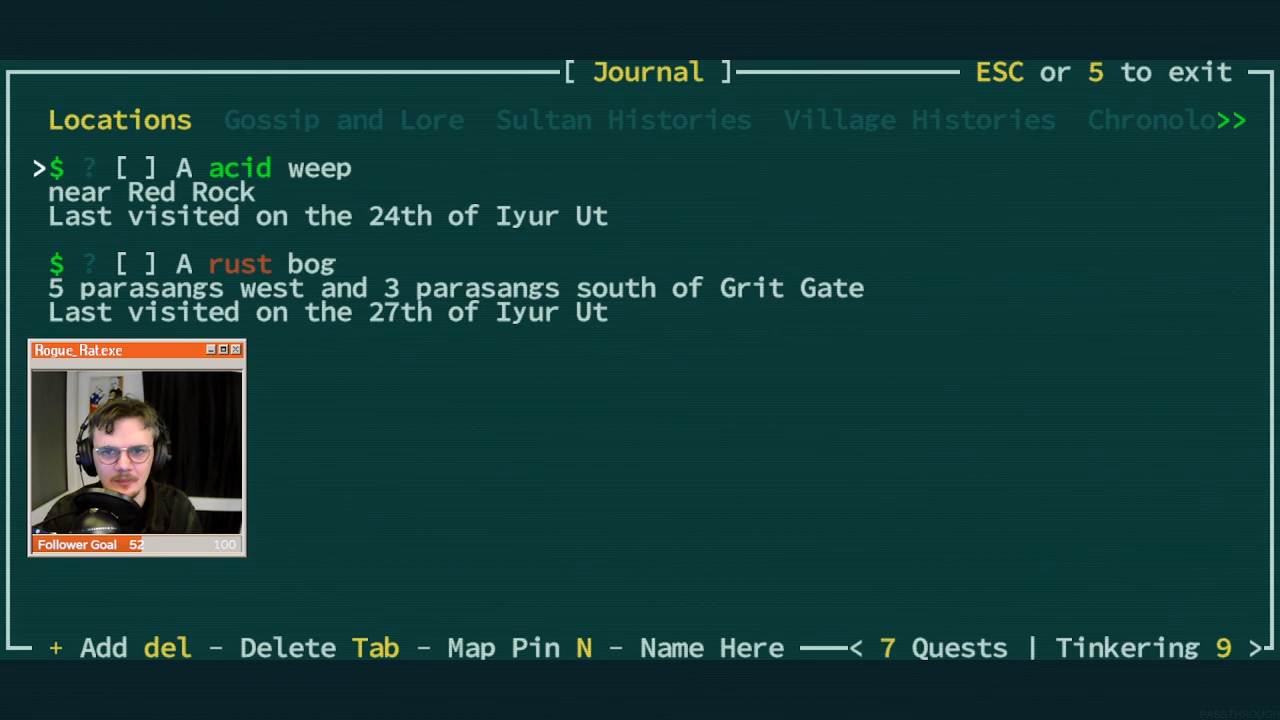 [ Journal ] ESC or 5 to exit
Locations Gossip and Lore Sultan Histories Village Histories Chronolo>>
>$ ? [ ] A acid weep
near Red Rock
Last visited on the 24th of Iyur Ut
$ ? [ ] A rust bog
5 parasangs west and 3 parasangs south of Grit Gate
Last visited on the 27th of Iyur Ut
Rogue_Rat.exe
Follower Goal 52 100
+ Add del - Delete Tab - Map Pin N - Name Here < 7 Quests | Tinkering 9 >